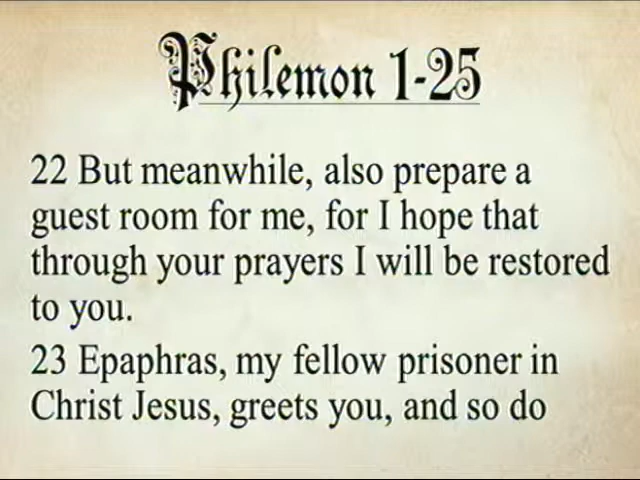 Philemon 1-25
22 But meanwhile, also prepare a
guest room for me, for I hope that
through your prayers I will be restored
to you.
23 Epaphras, my fellow prisoner in
Christ Jesus, greets you, and so do